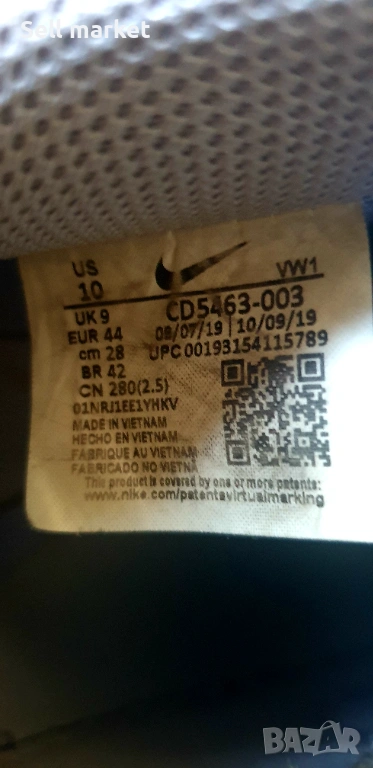 Sell market
US VW1
10 CD5463-003
UK 9 08/07/19 10/09/19
EUR 44 UPC 00193154115789
cm 28
BR 42
CN 280(2.5)
01NRJ1EE1YHKV
MADE IN VIETNAM
HECHO EN VIETNAM
FABRIQUE AU VIETNAM
FABRICADO NO VIETNA
This product is covered by one or more patents:
www.nike.com/patentsvirtualmarking
BAZAR